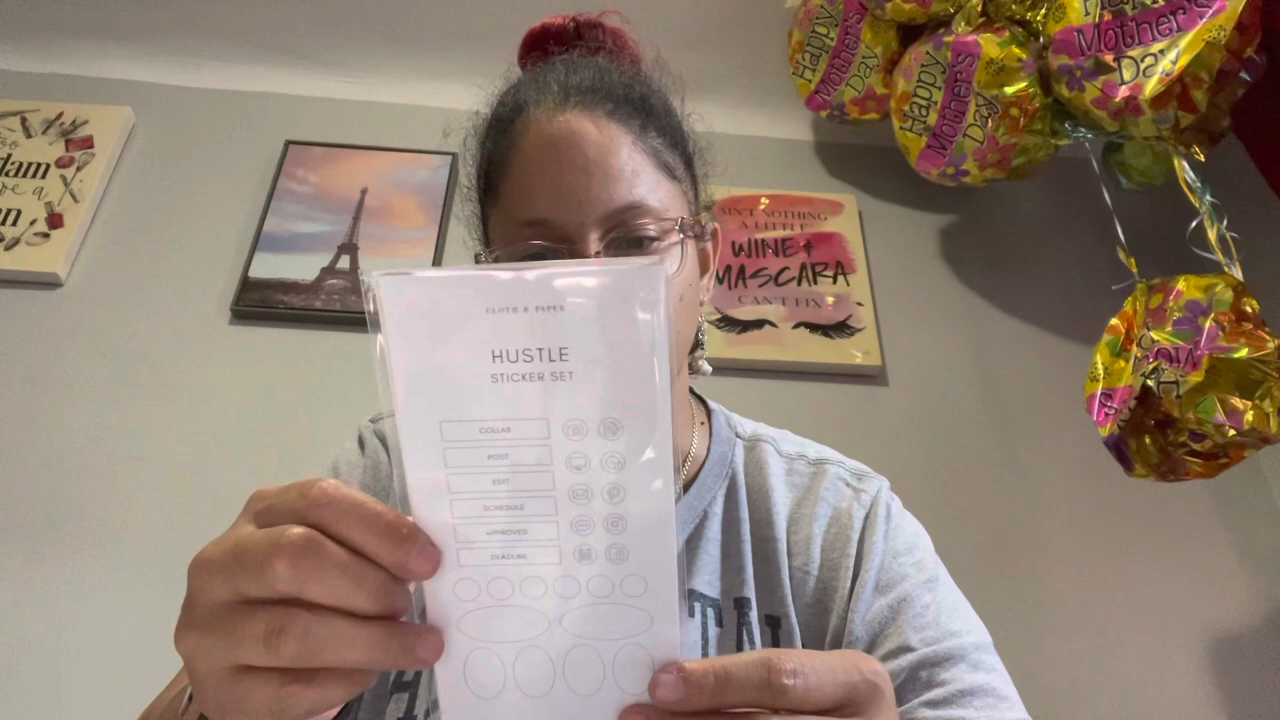 Happy
Mother's
Day
Happy
Mother's
Day
Happy
Mother's
Day
AIN'T NOTHING
A LITTLE
WINE +
MASCARA
CAN'T FIX
CLOTH & PAPER
HUSTLE
STICKER SET
COLLAB
POST
EDIT
SCHEDULE
APPROVED
DEADLINE